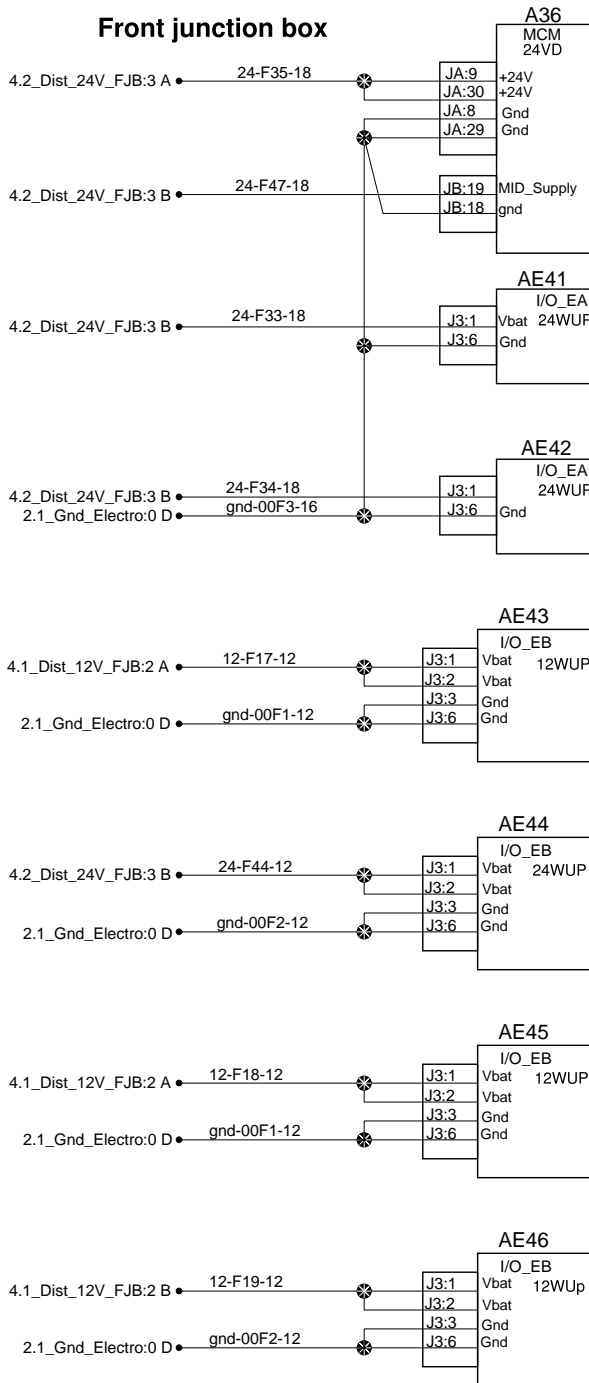 Front junction box
A36
MCM
24VD
4.2_Dist_24V_FJB:3 A 24-F35-18 JA:9 +24V
JA:30 +24V
JA:8 Gnd
JA:29 Gnd
4.2_Dist_24V_FJB:3 B 24-F47-18 JB:19 MID_Supply
JB:18 gnd
AE41
I/O_EA
24WUP
4.2_Dist_24V_FJB:3 B 24-F33-18 J3:1 Vbat
J3:6 Gnd
AE42
I/O_EA
24WUP
4.2_Dist_24V_FJB:3 B 24-F34-18 J3:1
2.1_Gnd_Electro:0 D gnd-00F3-16 J3:6 Gnd
AE43
I/O_EB
4.1_Dist_12V_FJB:2 A 12-F17-12 J3:1 Vbat 12WUP
J3:2 Vbat
J3:3 Gnd
2.1_Gnd_Electro:0 D gnd-00F1-12 J3:6 Gnd
AE44
I/O_EB
4.2_Dist_24V_FJB:3 B 24-F44-12 J3:1 Vbat 24WUP
J3:2 Vbat
J3:3 Gnd
2.1_Gnd_Electro:0 D gnd-00F2-12 J3:6 Gnd
AE45
I/O_EB
4.1_Dist_12V_FJB:2 A 12-F18-12 J3:1 Vbat 12WUP
J3:2 Vbat
J3:3 Gnd
2.1_Gnd_Electro:0 D gnd-00F1-12 J3:6 Gnd
AE46
I/O_EB
4.1_Dist_12V_FJB:2 B 12-F19-12 J3:1 Vbat 12WUp
J3:2 Vbat
J3:3 Gnd
2.1_Gnd_Electro:0 D gnd-00F2-12 J3:6 Gnd